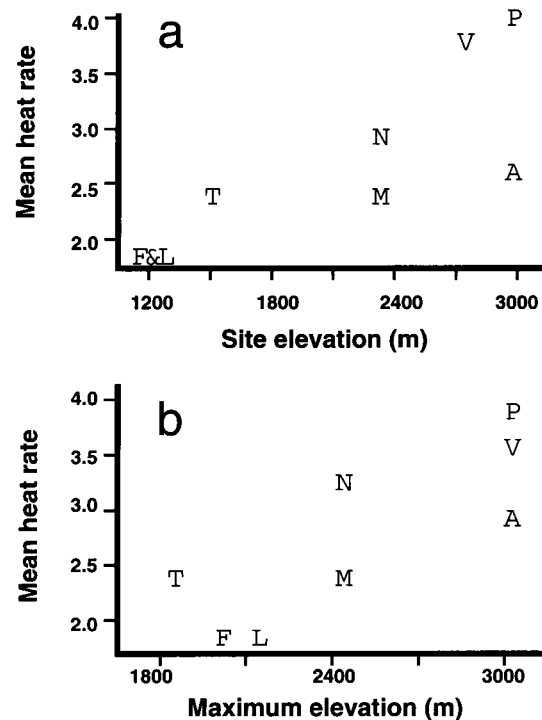 4.0
a
P
V
3.5
Mean heat rate
3.0
N
2.5
A
T
M
2.0
F&L
1200 1800 2400 3000
Site elevation (m)
4.0
b
P
V
3.5
N
Mean heat rate
3.0
A
2.5
T
M
2.0
F L
1800 2400 3000
Maximum elevation (m)